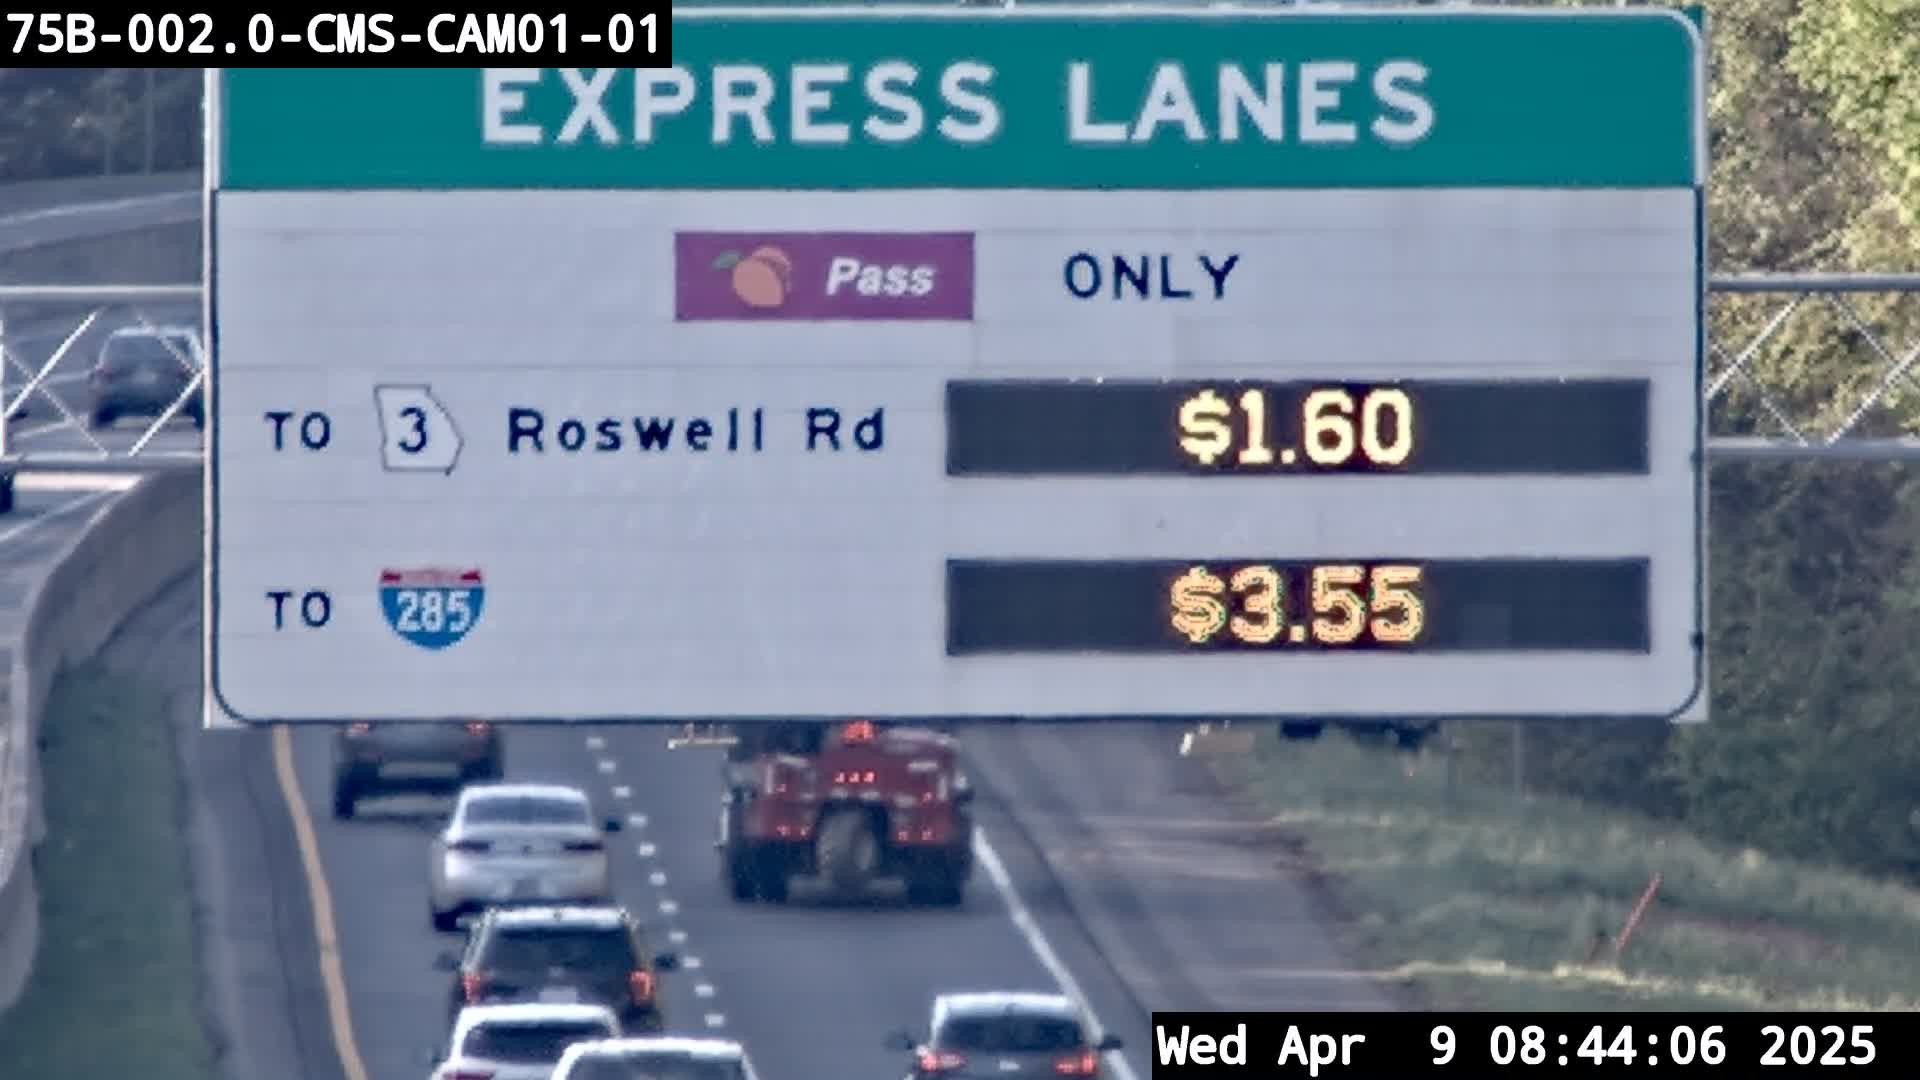 75B-002.0-CMS-CAM01-01
EXPRESS LANES
Pass ONLY
TO 3 Roswell Rd $1.60
TO 285 $3.55
Wed Apr 9 08:44:06 2025